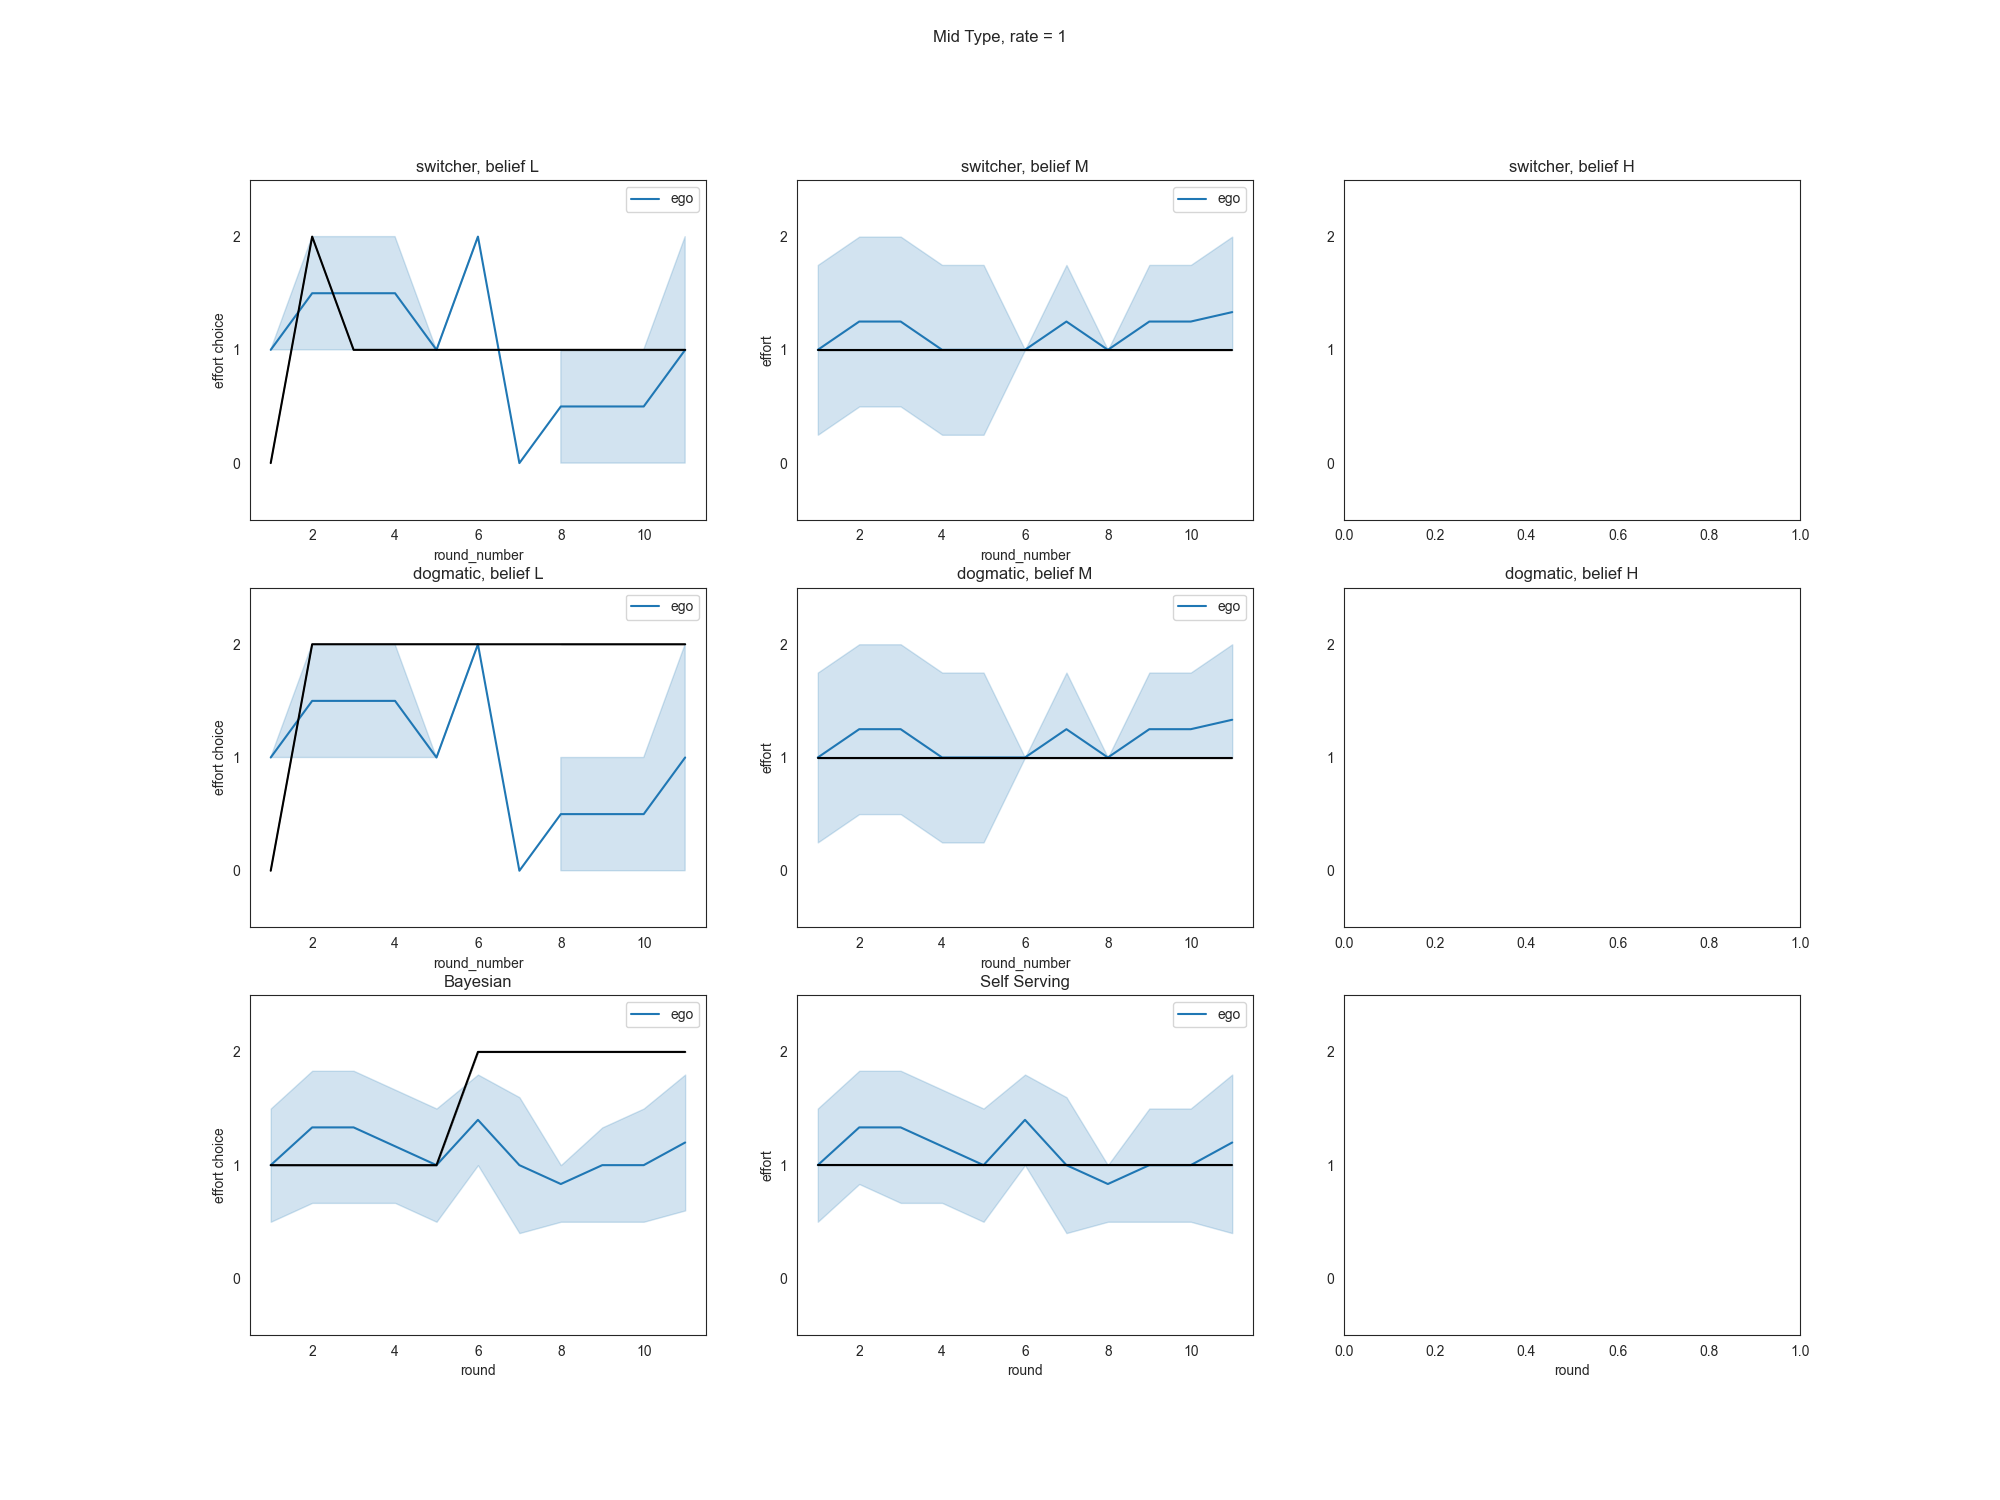 Mid Type, rate = 1
switcher, belief L
switcher, belief M
switcher, belief H
ego
ego
effort choice
2
1
0
effort
2
1
0
2
1
0
2 4 6 8 10
2 4 6 8 10
0.0 0.2 0.4 0.6 0.8 1.0
round_number
round_number
dogmatic, belief L
dogmatic, belief M
dogmatic, belief H
ego
ego
effort choice
2
1
0
effort
2
1
0
2
1
0
2 4 6 8 10
2 4 6 8 10
0.0 0.2 0.4 0.6 0.8 1.0
round_number
round_number
Bayesian
Self Serving
ego
ego
effort choice
2
1
0
effort
2
1
0
2
1
0
2 4 6 8 10
2 4 6 8 10
0.0 0.2 0.4 0.6 0.8 1.0
round
round
round